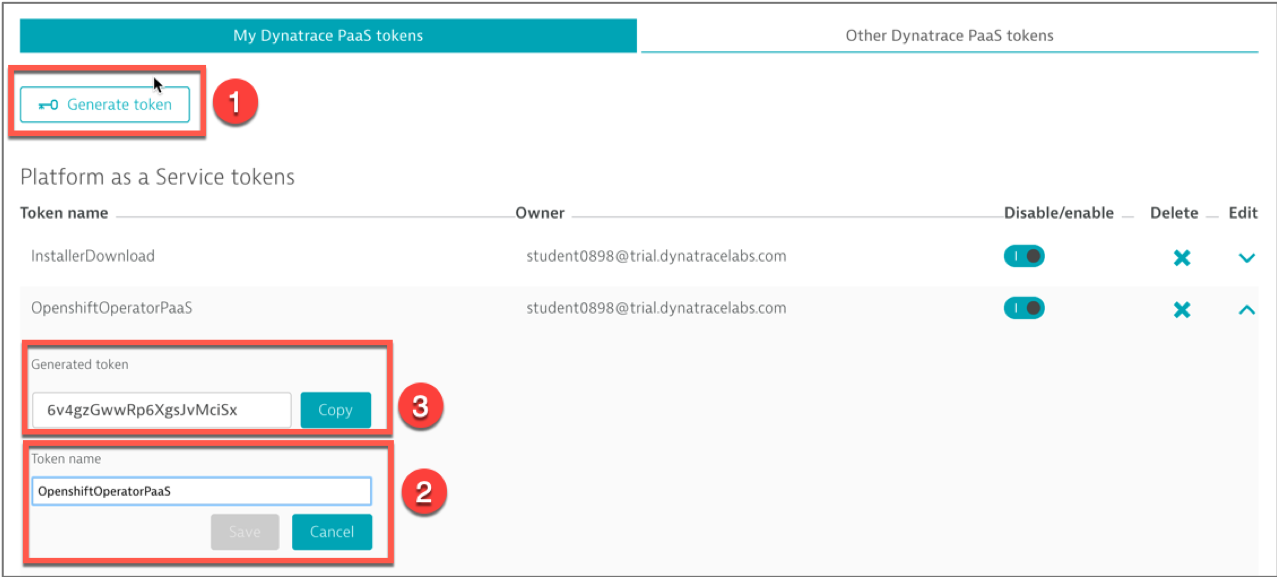 My Dynatrace PaaS tokens Other Dynatrace PaaS tokens
Generate token 1
Platform as a Service tokens
Token name Owner Disable/enable Delete Edit
InstallerDownload student0898@trial.dynatracelabs.com
OpenshiftOperatorPaaS student0898@trial.dynatracelabs.com
Generated token
6v4gzGwwRp6XgsJvMciSx Copy 3
Token name
OpenshiftOperatorPaaS 2
Save Cancel